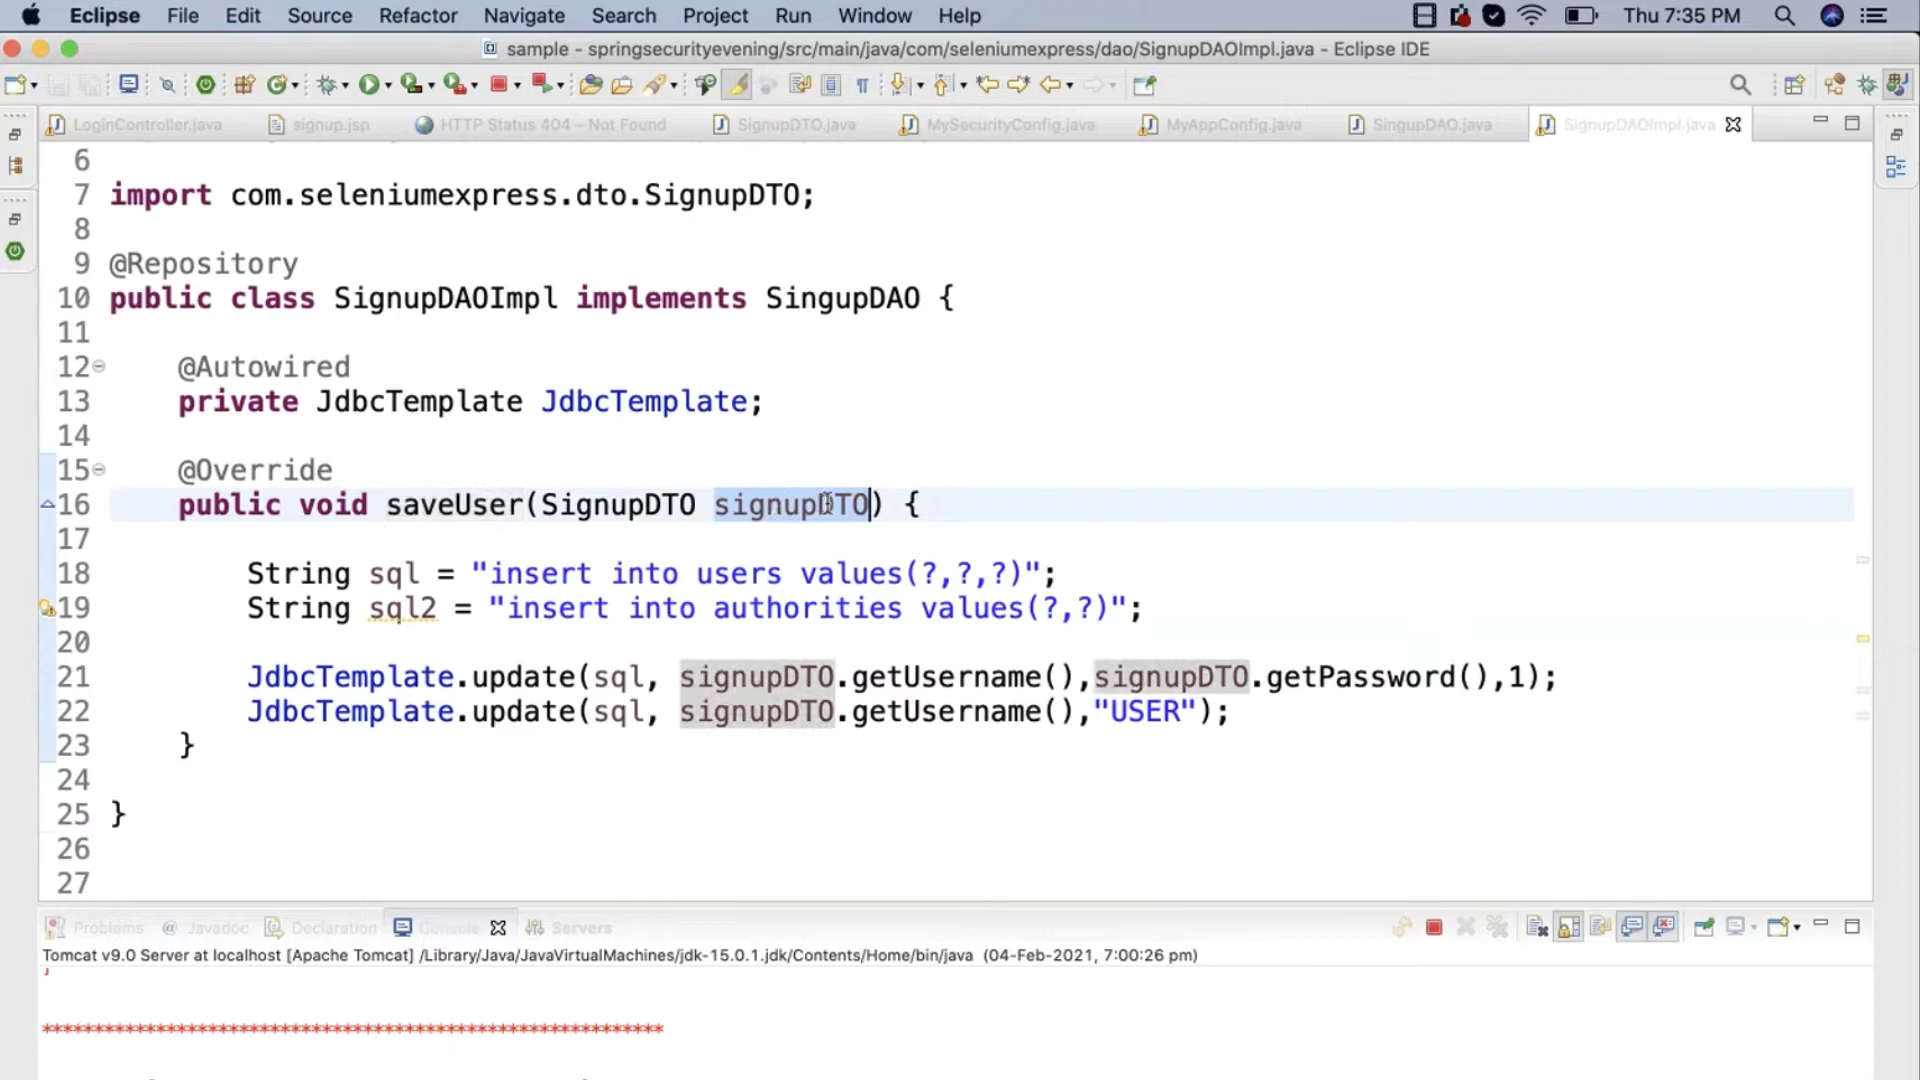 Eclipse File Edit Source Refactor Navigate Search Project Run Window Help Thu 7:35 PM
sample - springsecurityevening/src/main/java/com/seleniumexpress/dao/SignupDAOImpl.java - Eclipse IDE
LoginController.java signup.jsp HTTP Status 404 – Not Found SignupDTO.java MySecurityConfig.java MyAppConfig.java SingupDAO.java SignupDAOImpl.java
6
7 import com.seleniumexpress.dto.SignupDTO;
8
9 @Repository
10 public class SignupDAOImpl implements SingupDAO {
11
12 @Autowired
13 private JdbcTemplate JdbcTemplate;
14
15 @Override
16 public void saveUser(SignupDTO signupDTO) {
17
18 String sql = "insert into users values(?,?,?)";
19 String sql2 = "insert into authorities values(?,?)";
20
21 JdbcTemplate.update(sql, signupDTO.getUsername(),signupDTO.getPassword(),1);
22 JdbcTemplate.update(sql, signupDTO.getUsername(),"USER");
23 }
24
25 }
26
27
Problems @ Javadoc Declaration Console Servers
Tomcat v9.0 Server at localhost [Apache Tomcat] /Library/Java/JavaVirtualMachines/jdk-15.0.1.jdk/Contents/Home/bin/java (04-Feb-2021, 7:00:26 pm)